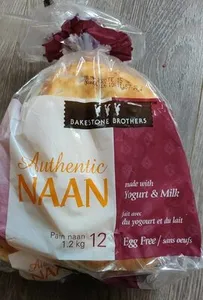 BAKESTONE BROTHERS
Authentic
NAAN
made with
Yogurt & Milk
fait avec
du yogourt et du lait
Pain naan
1.2 kg
12
Egg Free / sans oeufs
Authentic